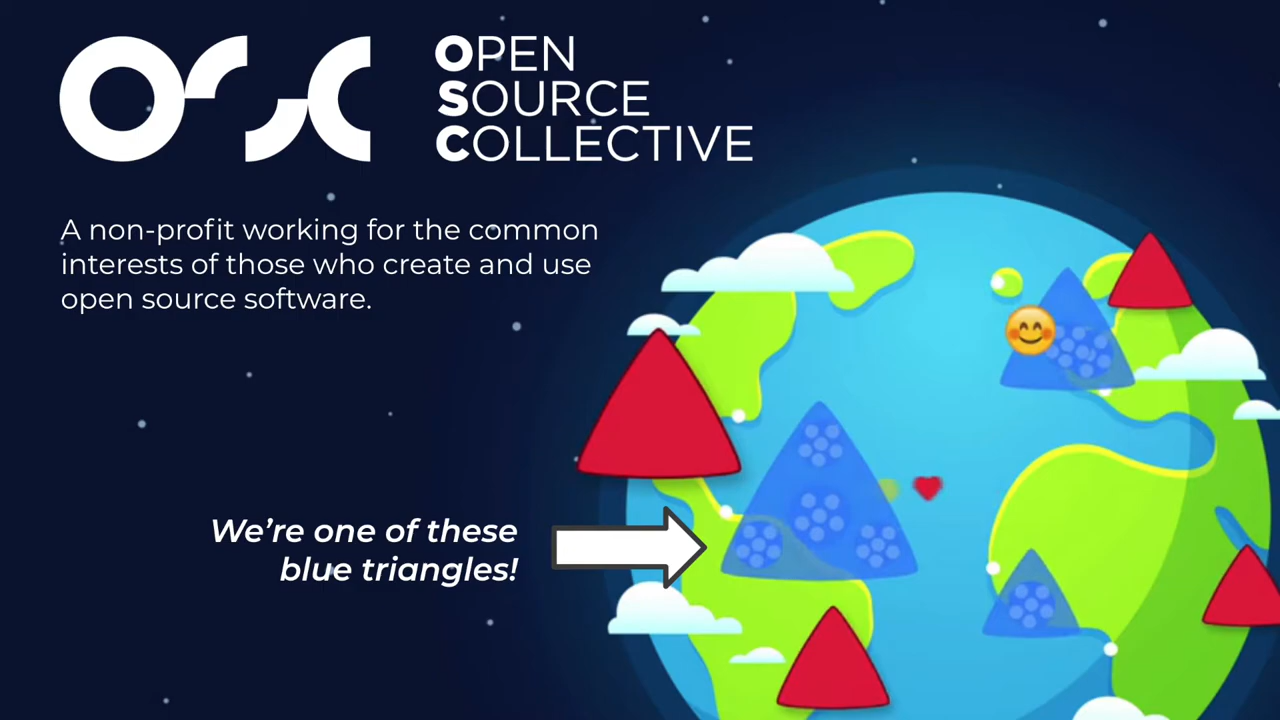 OSC
OPEN
SOURCE
COLLECTIVE
A non-profit working for the common
interests of those who create and use
open source software.
We’re one of these
blue triangles!